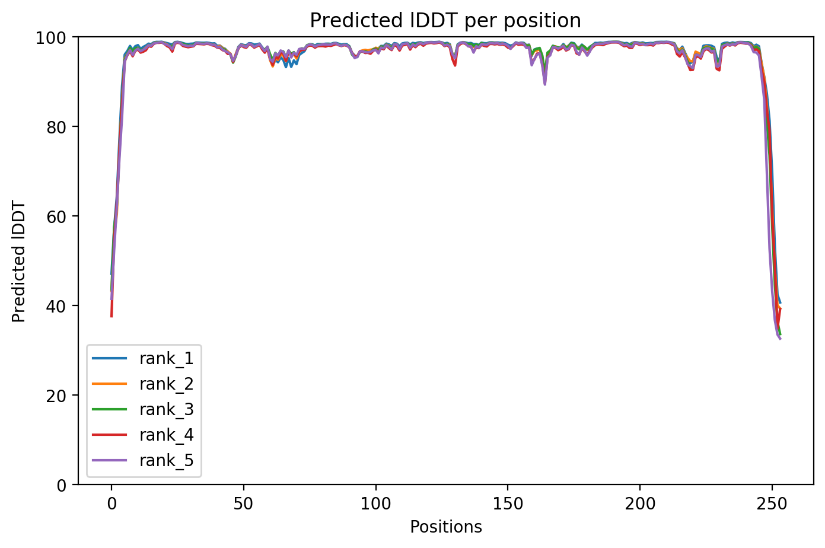 Predicted lDDT per position
100
80
60
40
20
0
Predicted lDDT
rank_1
rank_2
rank_3
rank_4
rank_5
0 50 100 150 200 250
Positions